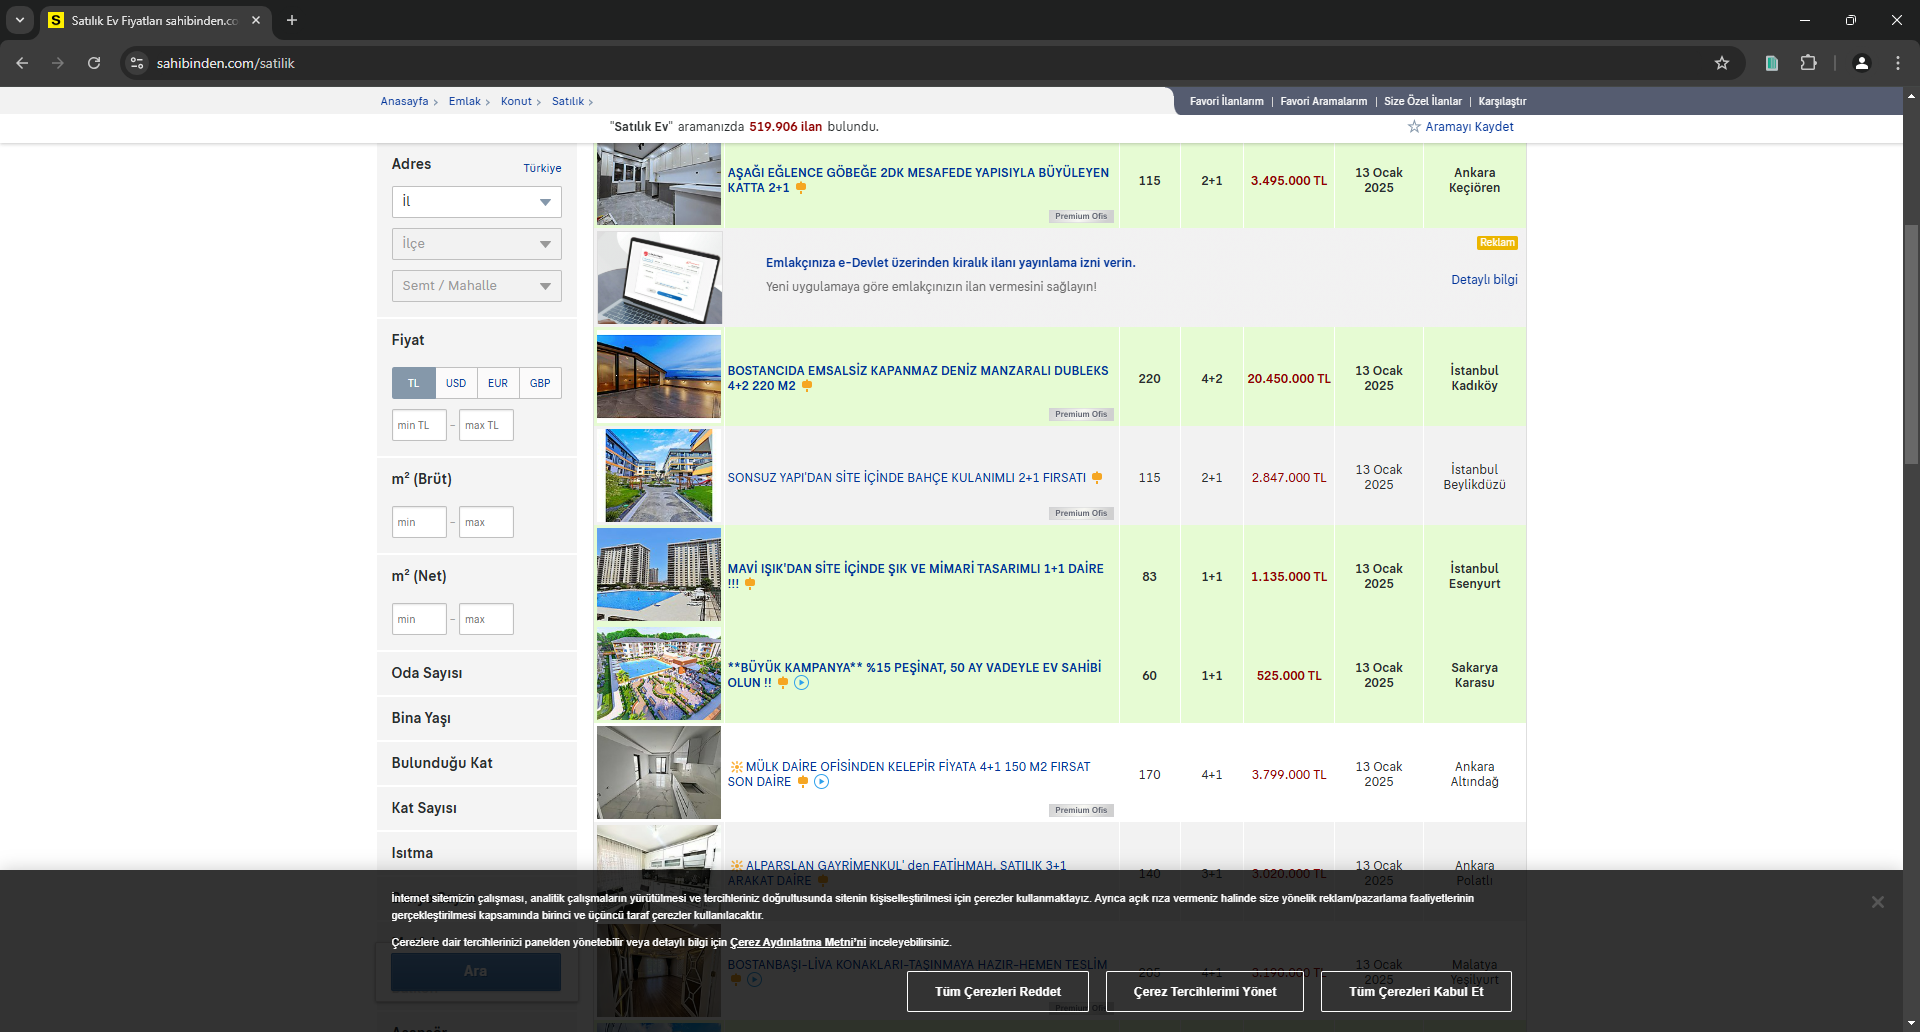 Satılık Ev Fiyatları sahibinden.co
sahibinden.com/satilik
Anasayfa > Emlak > Konut > Satılık >
Favori İlanlarım | Favori Aramalarım | Size Özel İlanlar | Karşılaştır
"Satılık Ev" aramanızda 519.906 ilan bulundu.
Aramayı Kaydet
Adres
Türkiye
İl
İlçe
Semt / Mahalle
Fiyat
TL USD EUR GBP
min TL - max TL
m² (Brüt)
min - max
m² (Net)
min - max
Oda Sayısı
Bina Yaşı
Bulunduğu Kat
Kat Sayısı
Isıtma
Ara
AŞAĞI EĞLENCE GÖBEĞE 2DK MESAFEDE YAPISIYLA BÜYÜLEYEN
KATTA 2+1
Premium Ofis
115 2+1 3.495.000 TL
13 Ocak
2025
Ankara
Keçiören
Reklam
Emlakçınıza e-Devlet üzerinden kiralık ilanı yayınlama izni verin.
Yeni uygulamaya göre emlakçınızın ilan vermesini sağlayın!
Detaylı bilgi
BOSTANCIDA EMSALSİZ KAPANMAZ DENİZ MANZARALI DUBLEKS
4+2 220 M2
Premium Ofis
220 4+2 20.450.000 TL
13 Ocak
2025
İstanbul
Kadıköy
SONSUZ YAPI'DAN SİTE İÇİNDE BAHÇE KULANIMLI 2+1 FIRSATI
Premium Ofis
115 2+1 2.847.000 TL
13 Ocak
2025
İstanbul
Beylikdüzü
MAVİ IŞIK'DAN SİTE İÇİNDE ŞIK VE MİMARİ TASARIMLI 1+1 DAİRE
!!!
83 1+1 1.135.000 TL
13 Ocak
2025
İstanbul
Esenyurt
**BÜYÜK KAMPANYA** %15 PEŞİNAT, 50 AY VADEYLE EV SAHİBİ
OLUN !!
60 1+1 525.000 TL
13 Ocak
2025
Sakarya
Karasu
MÜLK DAİRE OFİSİNDEN KELEPİR FİYATA 4+1 150 M2 FIRSAT
SON DAİRE
Premium Ofis
170 4+1 3.799.000 TL
13 Ocak
2025
Ankara
Altındağ
ALPARSLAN GAYRİMENKUL' den FATİHMAH. SATILIK 3+1
ARAKAT DAİRE
140 3+1 3.020.000 TL
13 Ocak
2025
Ankara
Polatlı
BOSTANBAŞI-LİVA KONAKLARI-TAŞINMAYA HAZIR-HEMEN TESLİM
205 4+1 3.190.000 TL
13 Ocak
2025
Malatya
Yeşilyurt
İnternet sitemizin çalışması, analitik çalışmaların yürütülmesi ve tercihleriniz doğrultusunda sitenin kişiselleştirilmesi için çerezler kullanmaktayız. Ayrıca açık rıza vermeniz halinde size yönelik reklam/pazarlama faaliyetlerinin
gerçekleştirilmesi kapsamında birinci ve üçüncü taraf çerezler kullanılacaktır.
Çerezlere dair tercihlerinizi panelden yönetebilir veya detaylı bilgi için Çerez Aydınlatma Metni'ni inceleyebilirsiniz.
Tüm Çerezleri Reddet
Çerez Tercihlerimi Yönet
Tüm Çerezleri Kabul Et